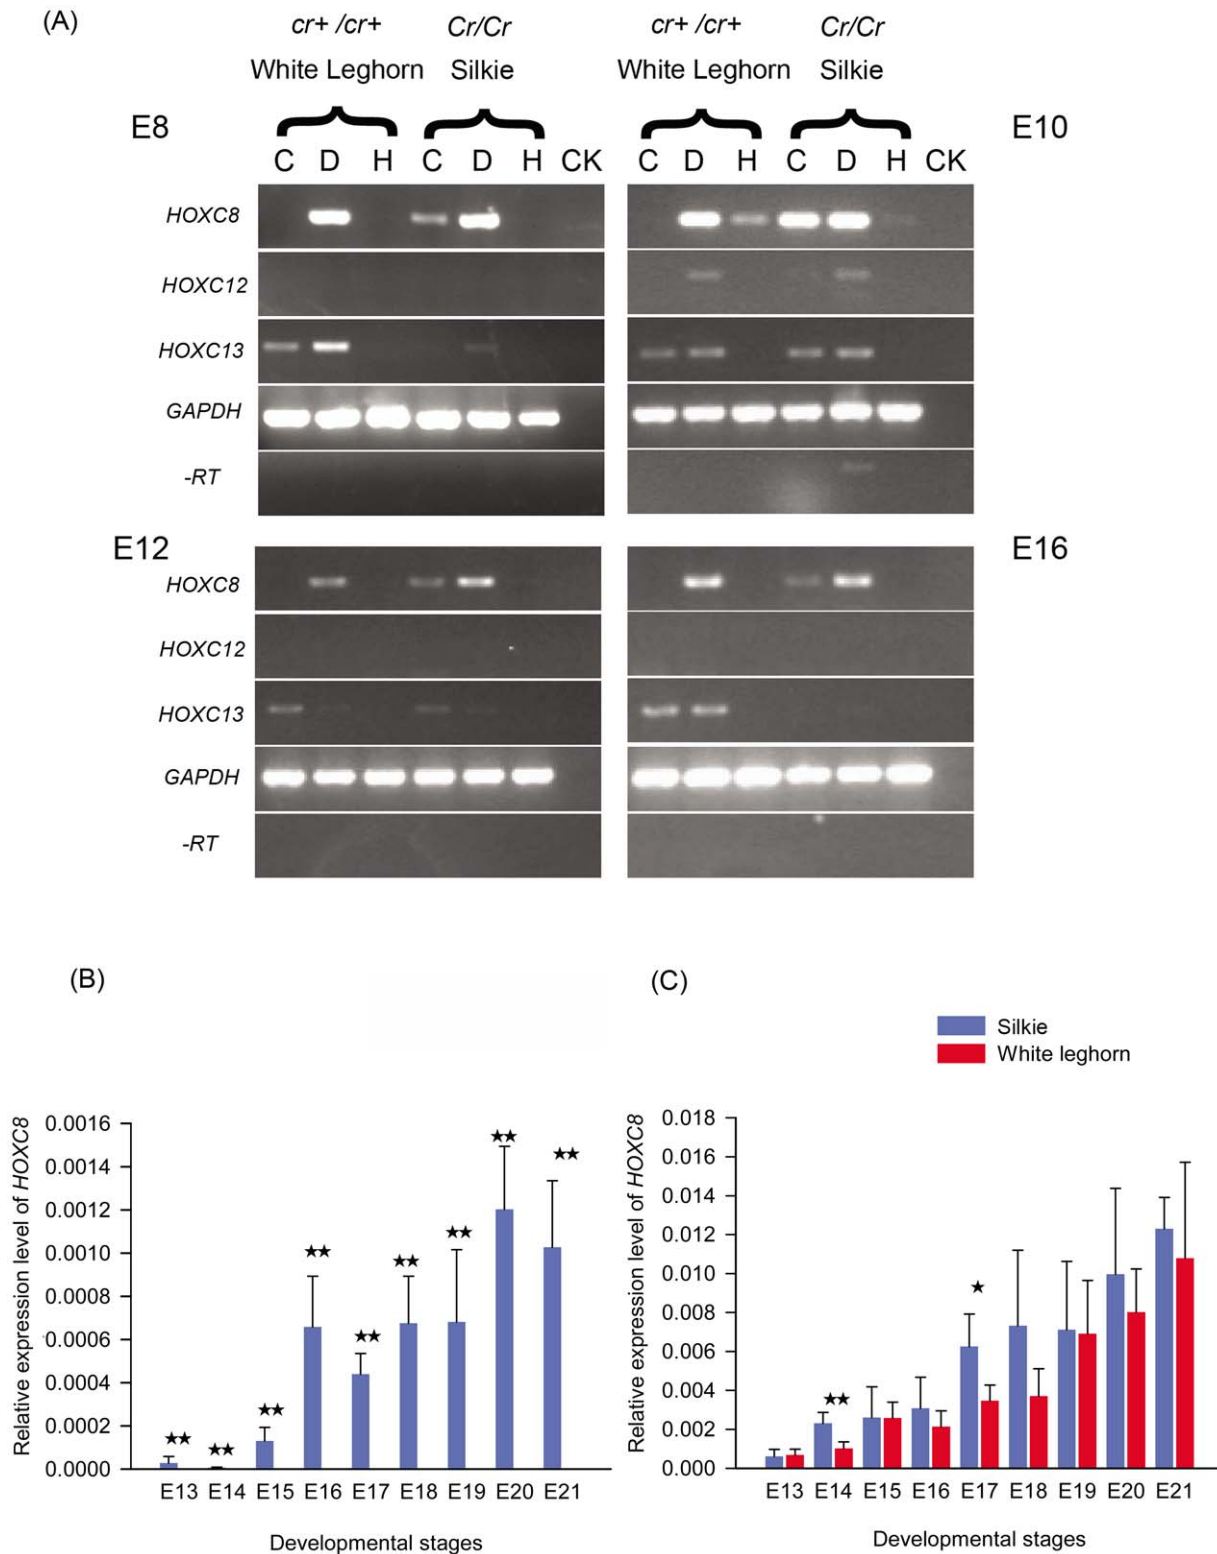 (A)
cr+ /cr+ Cr/Cr cr+ /cr+ Cr/Cr
White Leghorn Silkie White Leghorn Silkie
E8 E10
C D H C D H CK C D H C D H CK
HOXC8
HOXC12
HOXC13
GAPDH
-RT
E12 E16
HOXC8
HOXC12
HOXC13
GAPDH
-RT
(B)
Relative expression level of HOXC8
0.0016
0.0014
0.0012
0.0010
0.0008
0.0006
0.0004
0.0002
0.0000
★★ ★★ ★★ ★★ ★★ ★★ ★★ ★★ ★★
E13 E14 E15 E16 E17 E18 E19 E20 E21
Developmental stages
(C)
Silkie
White leghorn
Relative expression level of HOXC8
0.018
0.016
0.014
0.012
0.010
0.008
0.006
0.004
0.002
0.000
★★ ★
E13 E14 E15 E16 E17 E18 E19 E20 E21
Developmental stages